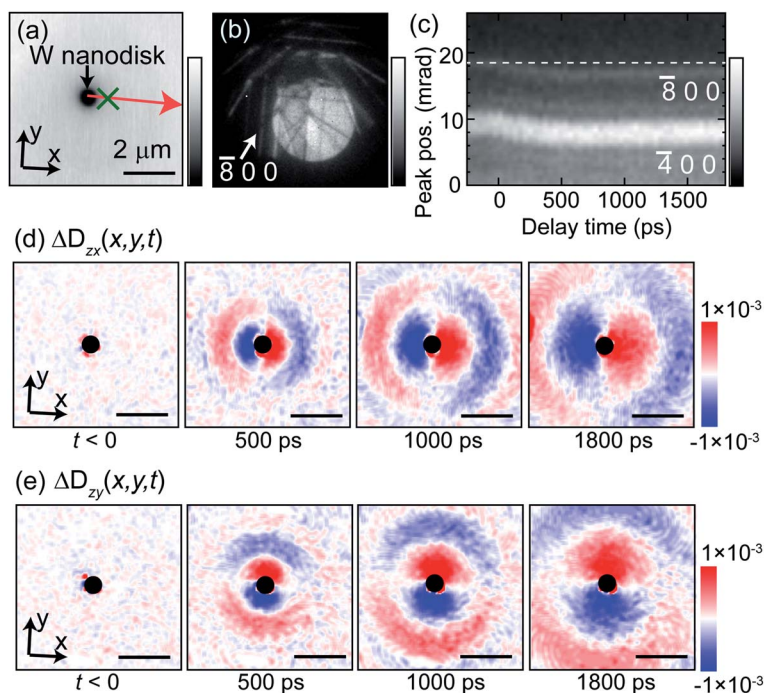 (a)
W nanodisk
y
x
2 μm
(b)
8̅ 0 0
(c)
Peak pos. (mrad)
20
10
0
8̅ 0 0
4̅ 0 0
0 500 1000 1500
Delay time (ps)
(d) ΔDzx(x,y,t)
y
x
t < 0
500 ps
1000 ps
1800 ps
1×10⁻³
-1×10⁻³
(e) ΔDzy(x,y,t)
y
x
t < 0
500 ps
1000 ps
1800 ps
1×10⁻³
-1×10⁻³